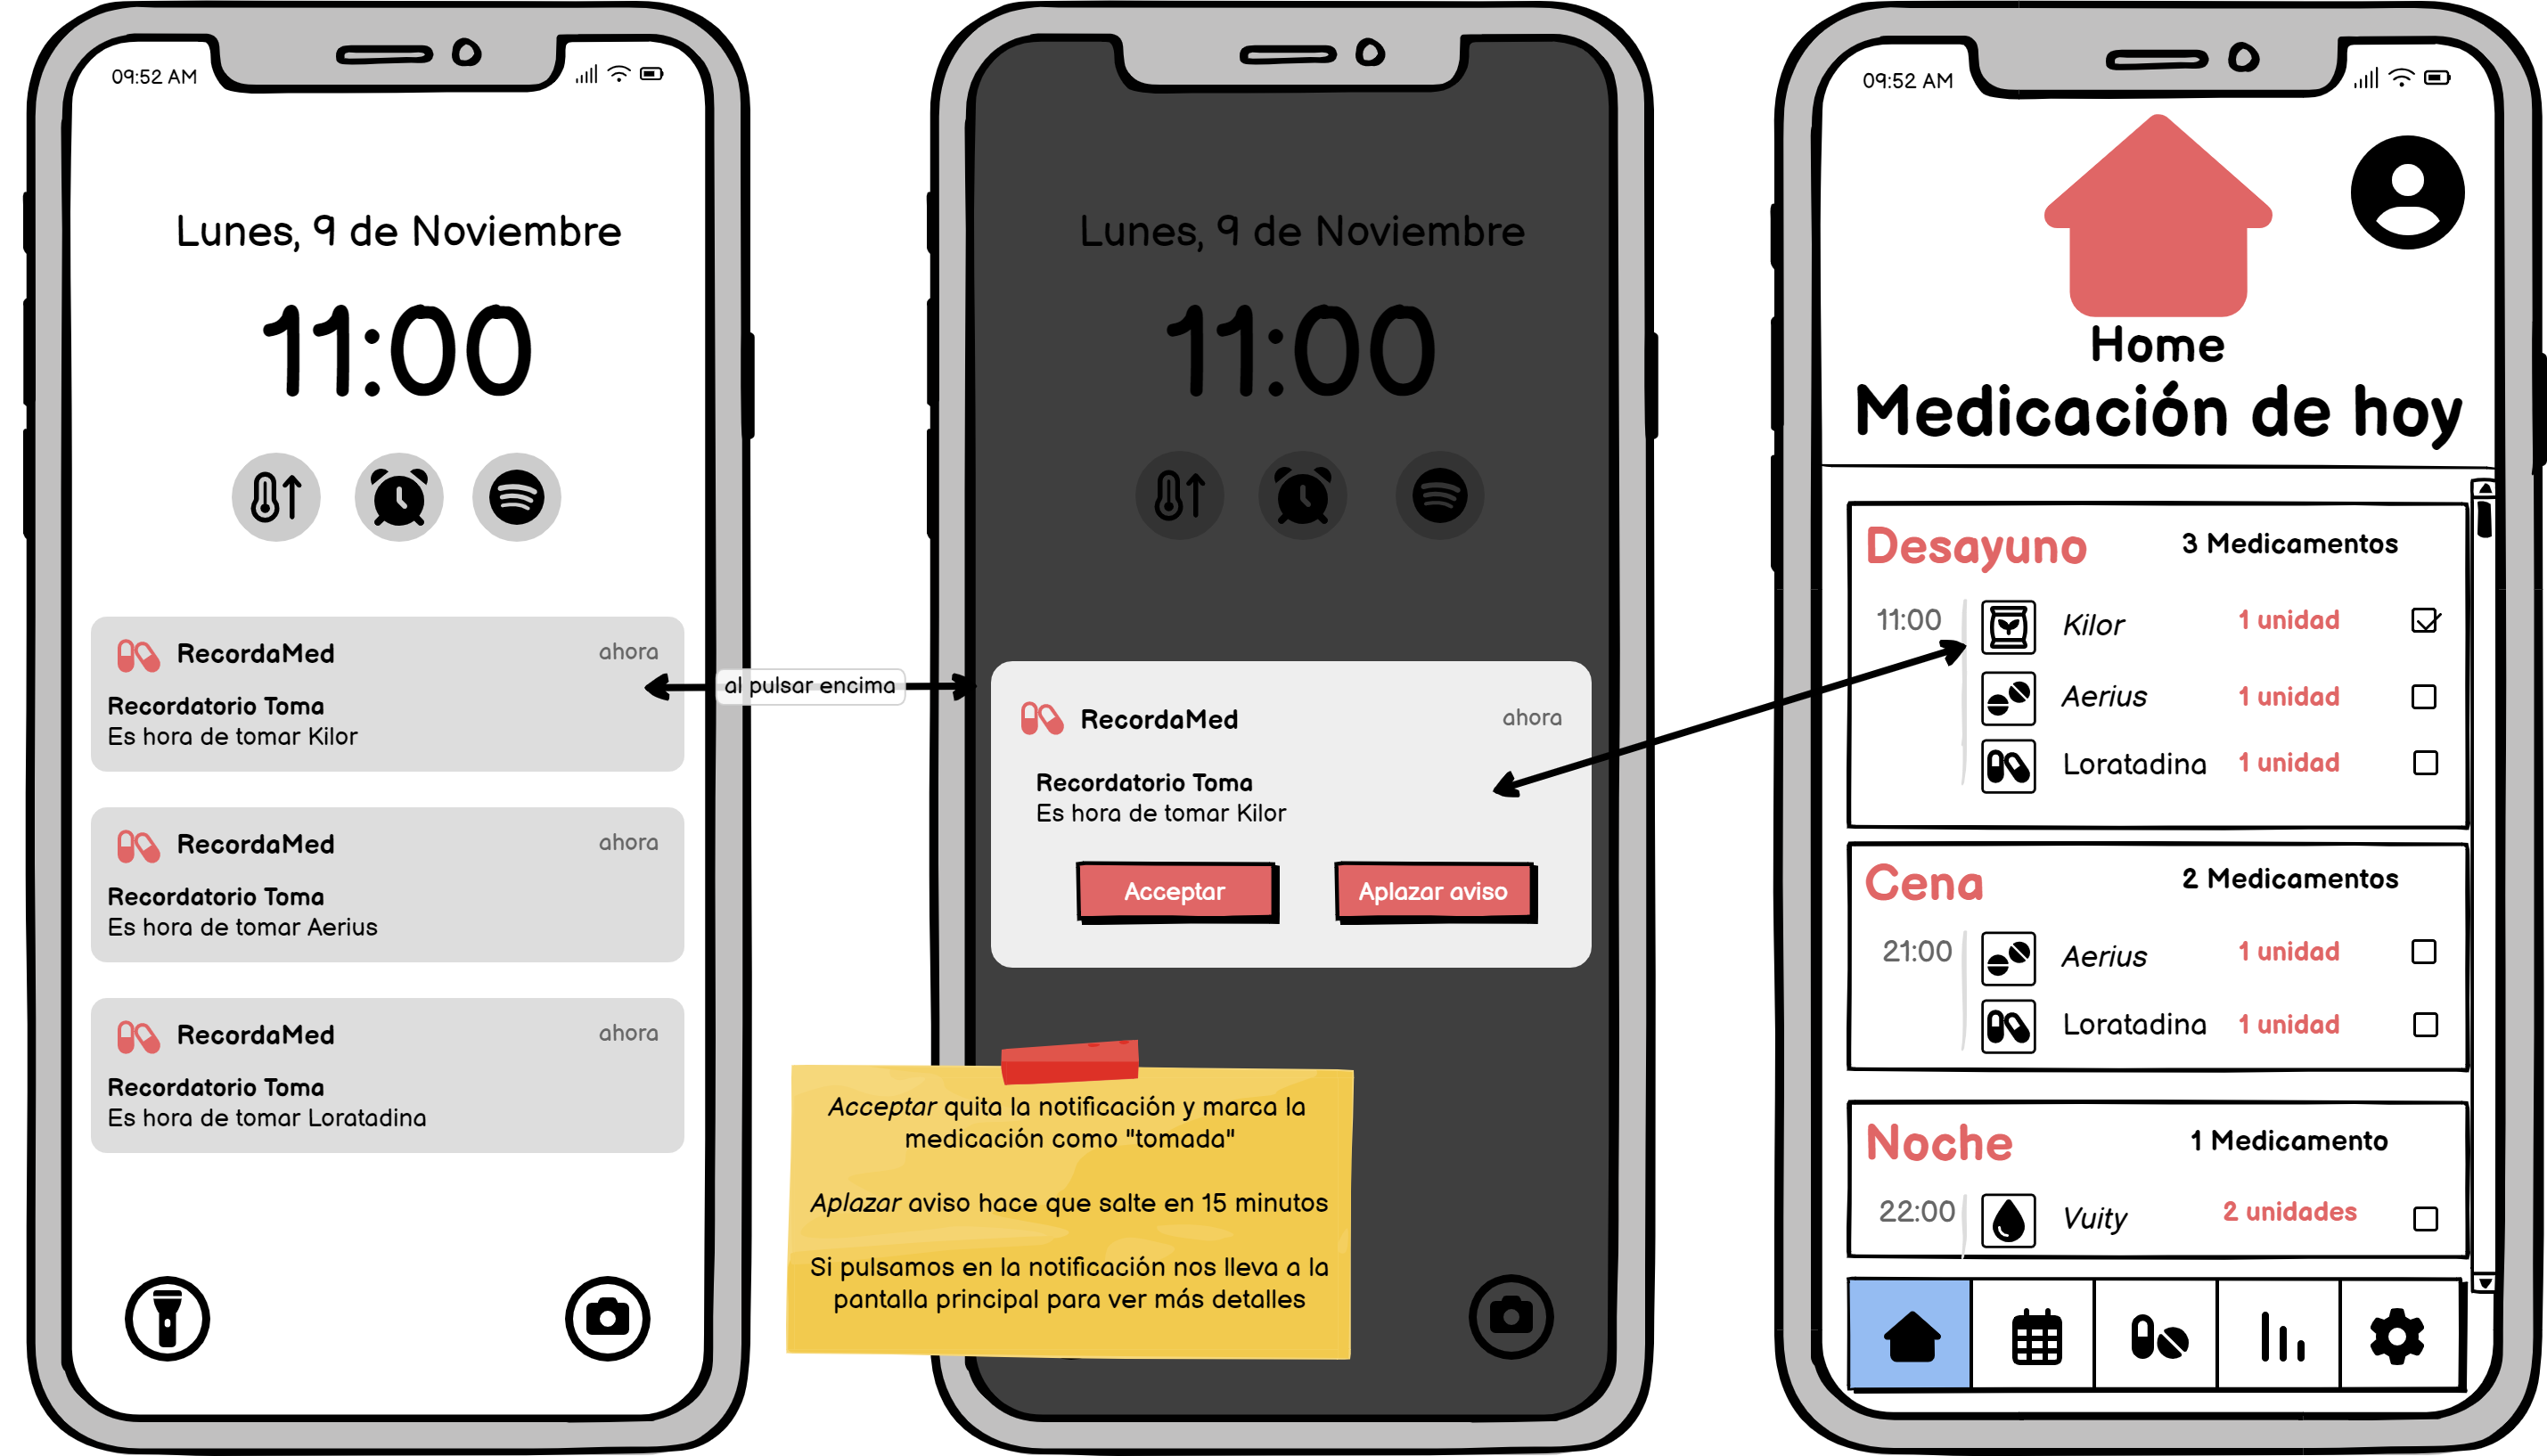 09:52 AM
Lunes, 9 de Noviembre
11:00
RecordaMed
ahora
Recordatorio Toma
Es hora de tomar Kilor
RecordaMed
ahora
Recordatorio Toma
Es hora de tomar Aerius
RecordaMed
ahora
Recordatorio Toma
Es hora de tomar Loratadina
al pulsar encima
Lunes, 9 de Noviembre
11:00
RecordaMed
ahora
Recordatorio Toma
Es hora de tomar Kilor
Acceptar
Aplazar aviso
Acceptar quita la notificación y marca la
medicación como "tomada"
Aplazar aviso hace que salte en 15 minutos
Si pulsamos en la notificación nos lleva a la
pantalla principal para ver más detalles
09:52 AM
Home
Medicación de hoy
Desayuno
3 Medicamentos
11:00
Kilor
1 unidad
Aerius
1 unidad
Loratadina
1 unidad
Cena
2 Medicamentos
21:00
Aerius
1 unidad
Loratadina
1 unidad
Noche
1 Medicamento
22:00
Vuity
2 unidades